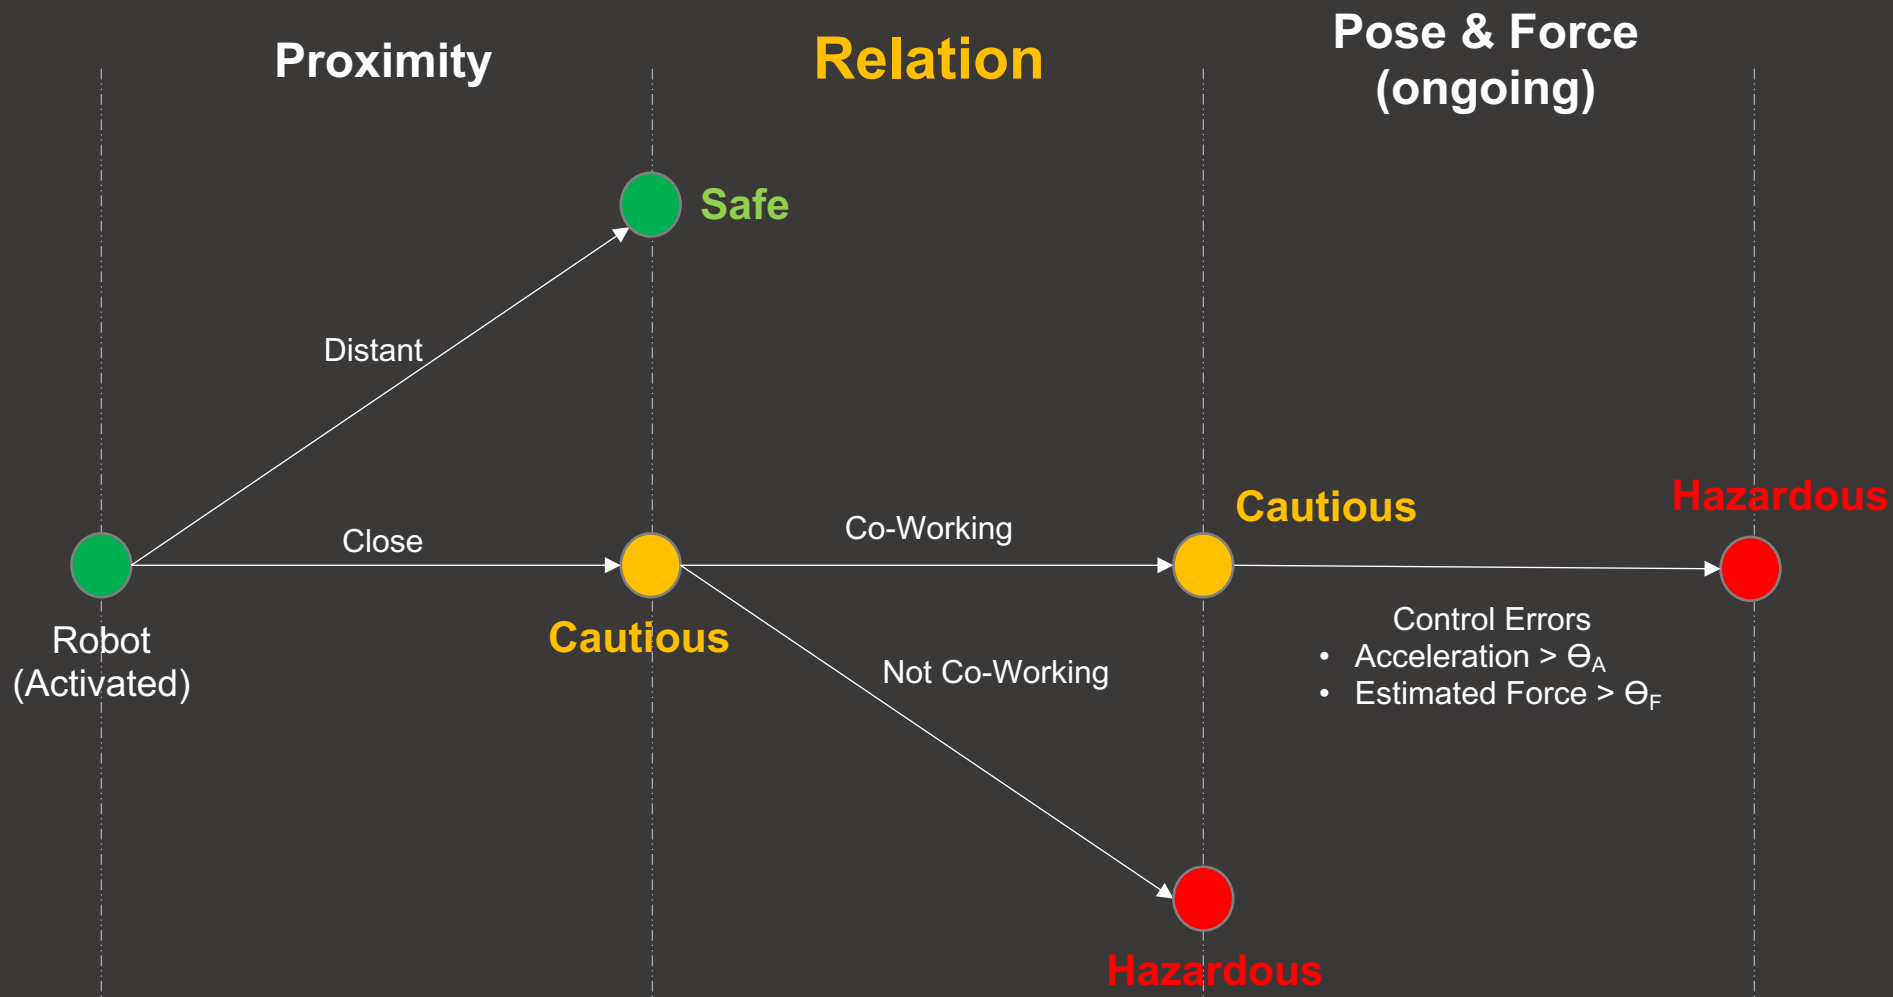 Proximity
Relation
Pose & Force
(ongoing)
Safe
Distant
Close
Co-Working
Cautious
Hazardous
Robot
(Activated)
Cautious
Not Co-Working
Control Errors
• Acceleration > ϴA
• Estimated Force > ϴF
Hazardous